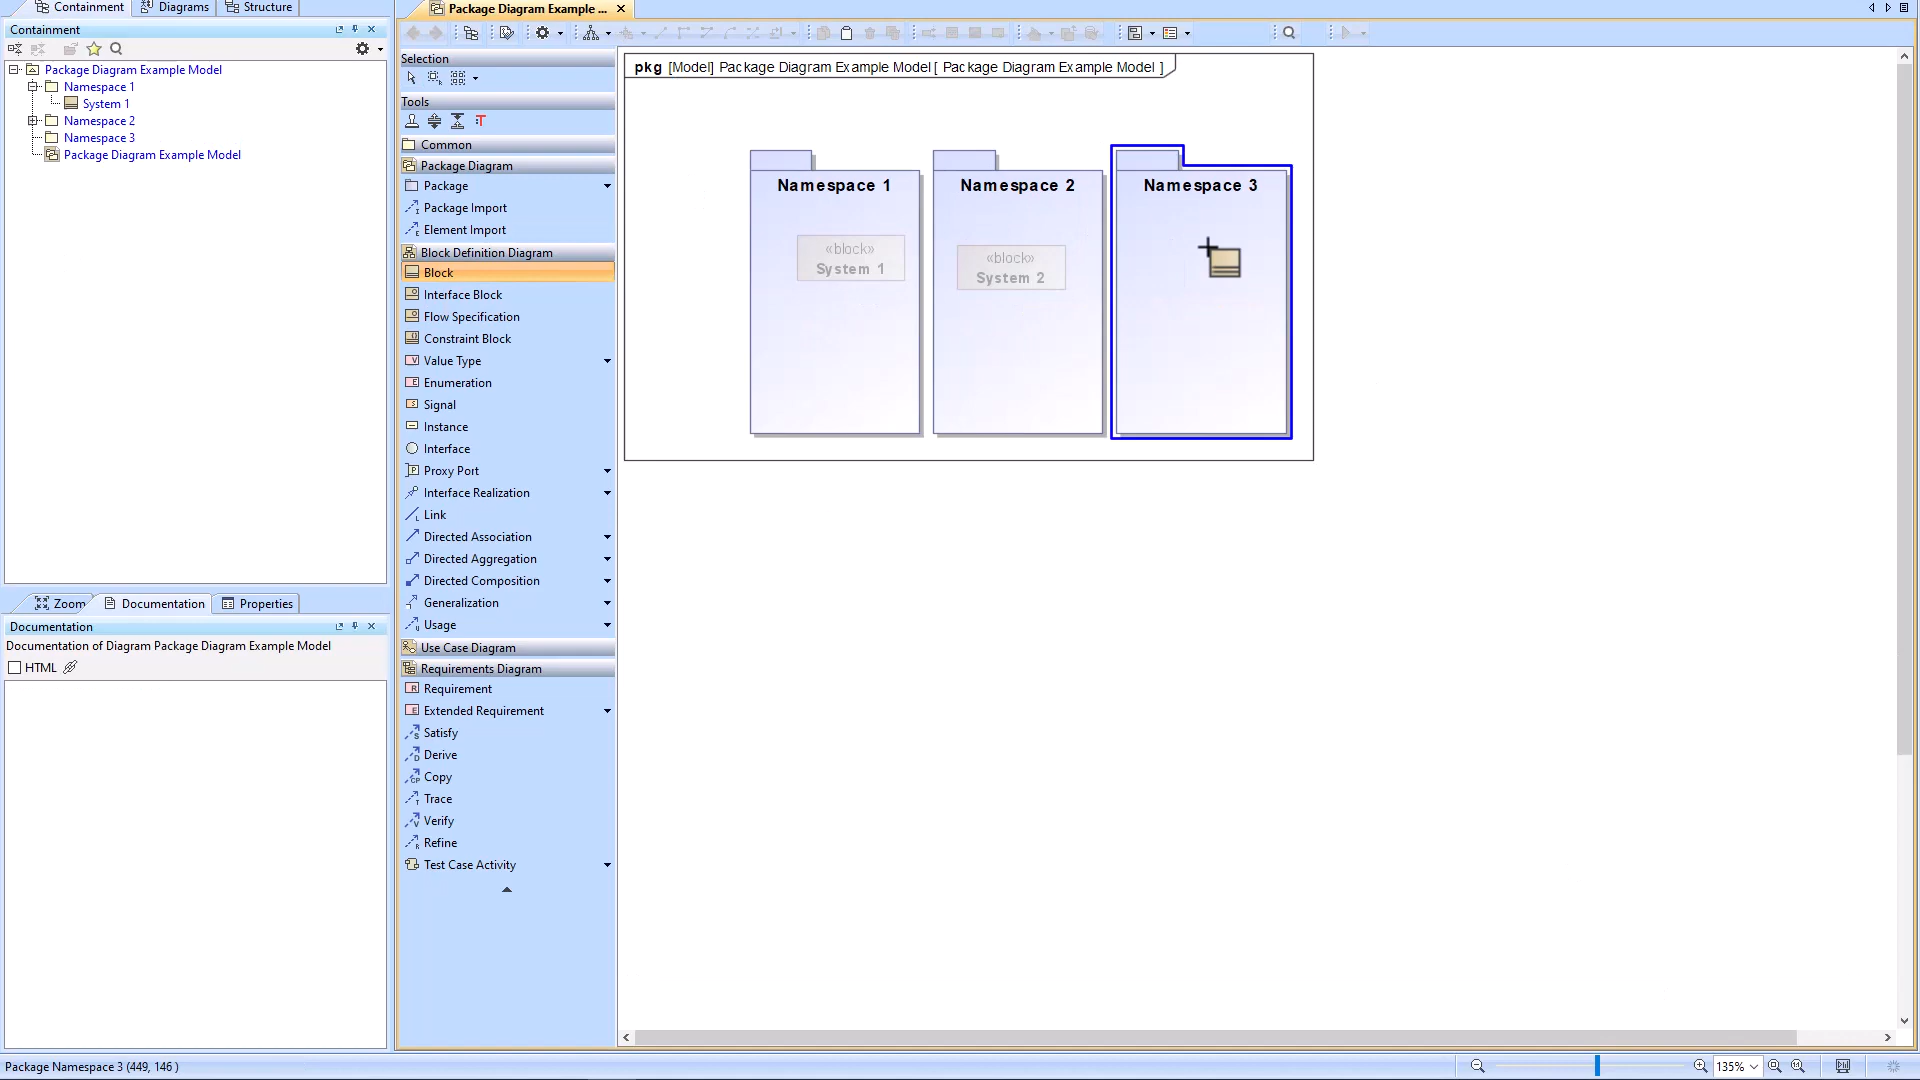 Containment
Diagrams
Structure
Package Diagram Example ...
Containment
Package Diagram Example Model
Namespace 1
System 1
Namespace 2
Namespace 3
Package Diagram Example Model
Zoom
Documentation
Properties
Documentation
Documentation of Diagram Package Diagram Example Model
HTML
Selection
Tools
Common
Package Diagram
Package
Package Import
Element Import
Block Definition Diagram
Block
Interface Block
Flow Specification
Constraint Block
Value Type
Enumeration
Signal
Instance
Interface
Proxy Port
Interface Realization
Link
Directed Association
Directed Aggregation
Directed Composition
Generalization
Usage
Use Case Diagram
Requirements Diagram
Requirement
Extended Requirement
Satisfy
Derive
Copy
Trace
Verify
Refine
Test Case Activity
pkg [Model] Package Diagram Example Model [ Package Diagram Example Model ]
Namespace 1
«block»
System 1
Namespace 2
«block»
System 2
Namespace 3
Package Namespace 3 (449, 146 )
135%